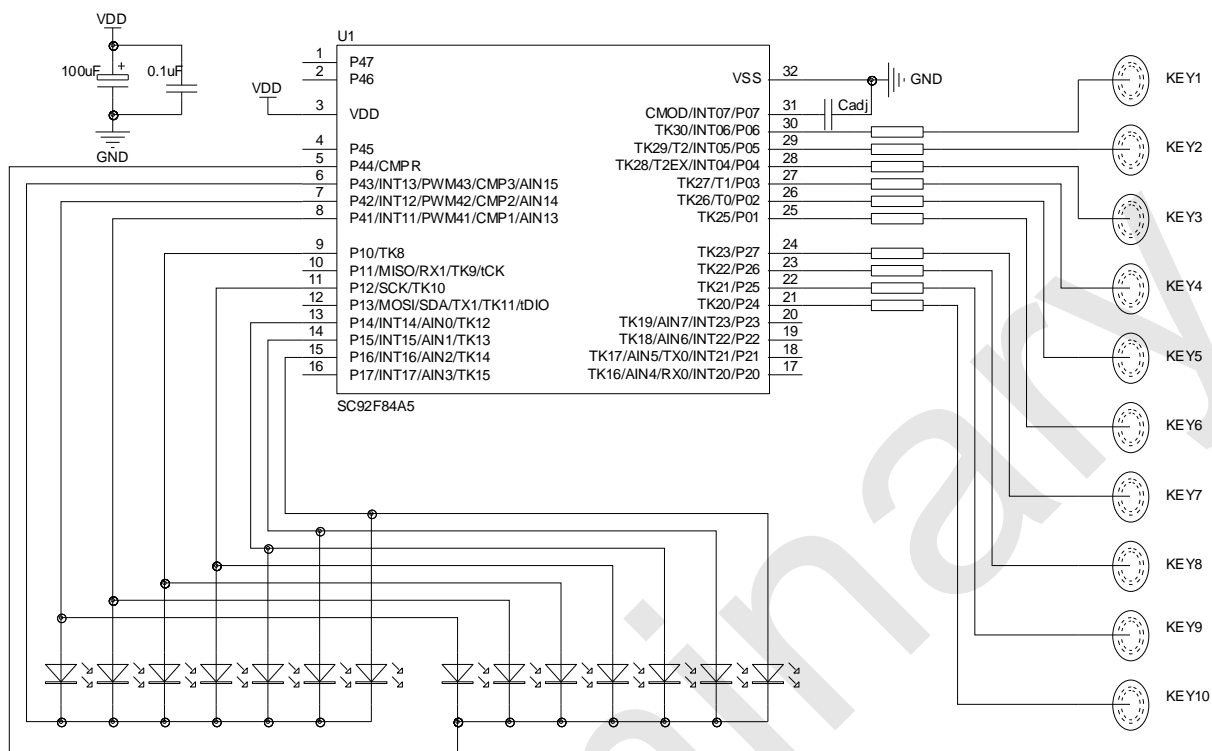 VDD
100uF
+
0.1uF
GND
VDD
U1
1 P47
2 P46
3 VDD
4 P45
5 P44/CMPR
6 P43/INT13/PWM43/CMP3/AIN15
7 P42/INT12/PWM42/CMP2/AIN14
8 P41/INT11/PWM41/CMP1/AIN13
9 P10/TK8
10 P11/MISO/RX1/TK9/tCK
11 P12/SCK/TK10
12 P13/MOSI/SDA/TX1/TK11/tDIO
13 P14/INT14/AIN0/TK12
14 P15/INT15/AIN1/TK13
15 P16/INT16/AIN2/TK14
16 P17/INT17/AIN3/TK15
VSS 32
CMOD/INT07/P07 31
TK30/INT06/P06 30
TK29/T2/INT05/P05 29
TK28/T2EX/INT04/P04 28
TK27/T1/P03 27
TK26/T0/P02 26
TK25/P01 25
TK23/P27 24
TK22/P26 23
TK21/P25 22
TK20/P24 21
TK19/AIN7/INT23/P23 20
TK18/AIN6/INT22/P22 19
TK17/AIN5/TX0/INT21/P21 18
TK16/AIN4/RX0/INT20/P20 17
SC92F84A5
GND
Cadj
KEY1
KEY2
KEY3
KEY4
KEY5
KEY6
KEY7
KEY8
KEY9
KEY10
inary